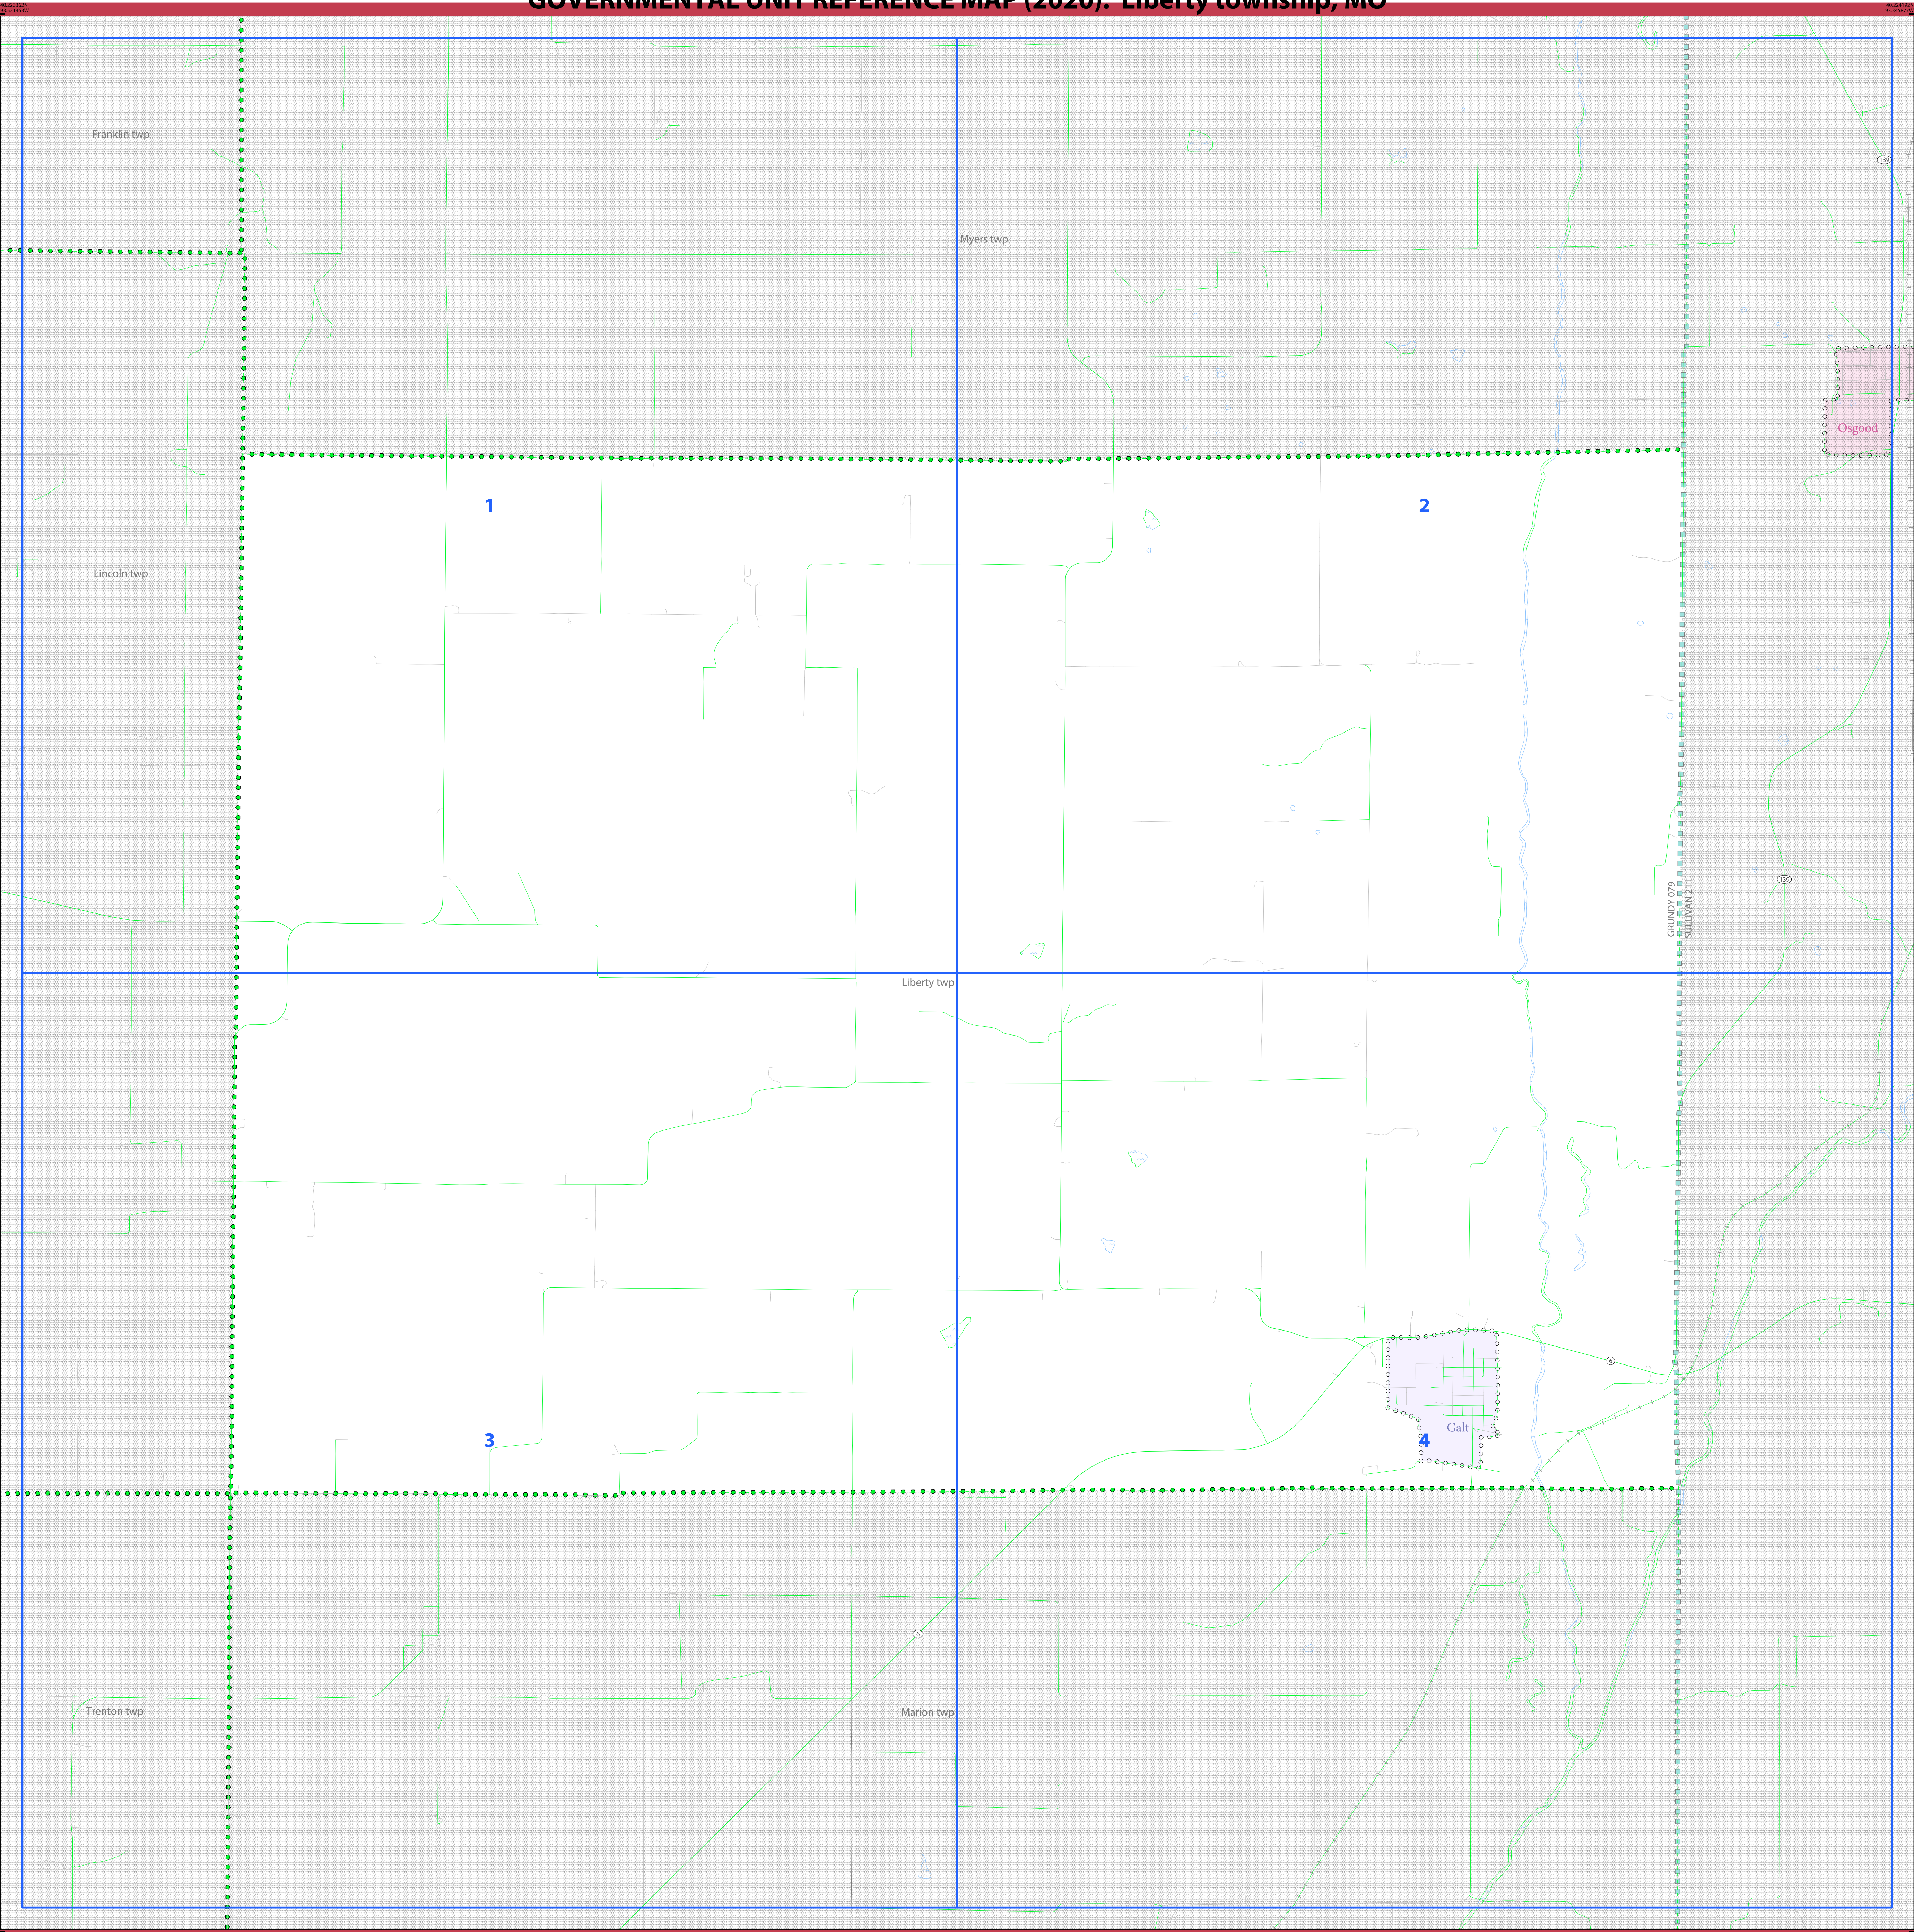 GOVERNMENTAL UNIT REFERENCE MAP (2020): Liberty township, MO
Franklin twp
139
Myers twp
Osgood
1
2
Lincoln twp
139
GRUNDY 079
SULLIVAN 211
Liberty twp
6
Galt
3
4
6
Trenton twp
Marion twp